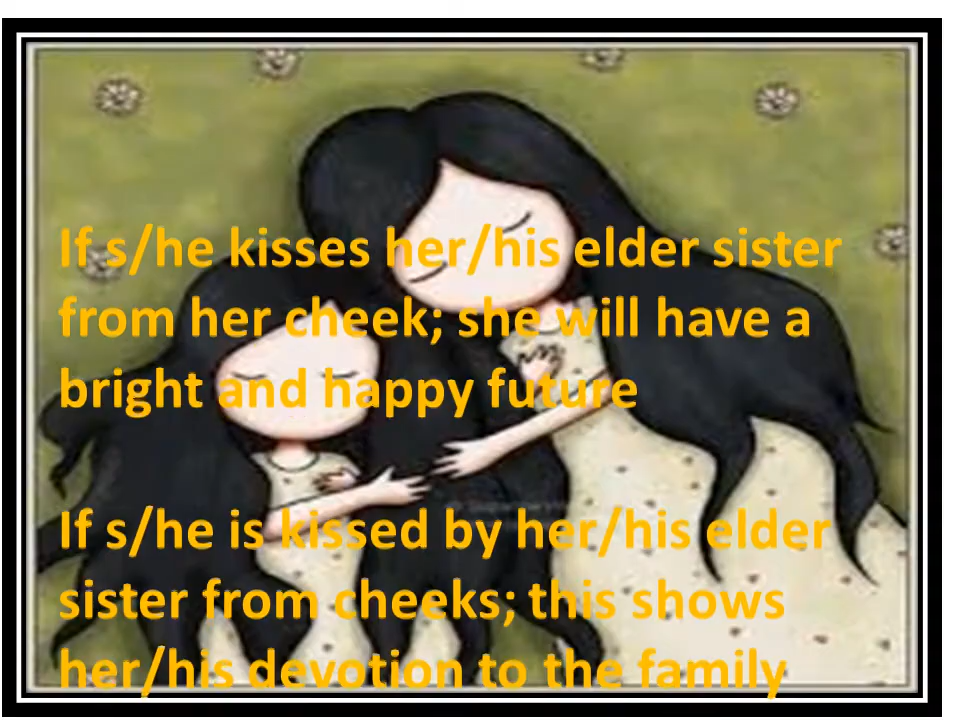 If s/he kisses her/his elder sister
from her cheek; she will have a
bright and happy future
If s/he is kissed by her/his elder
sister from cheeks; this shows
her/his devotion to the family